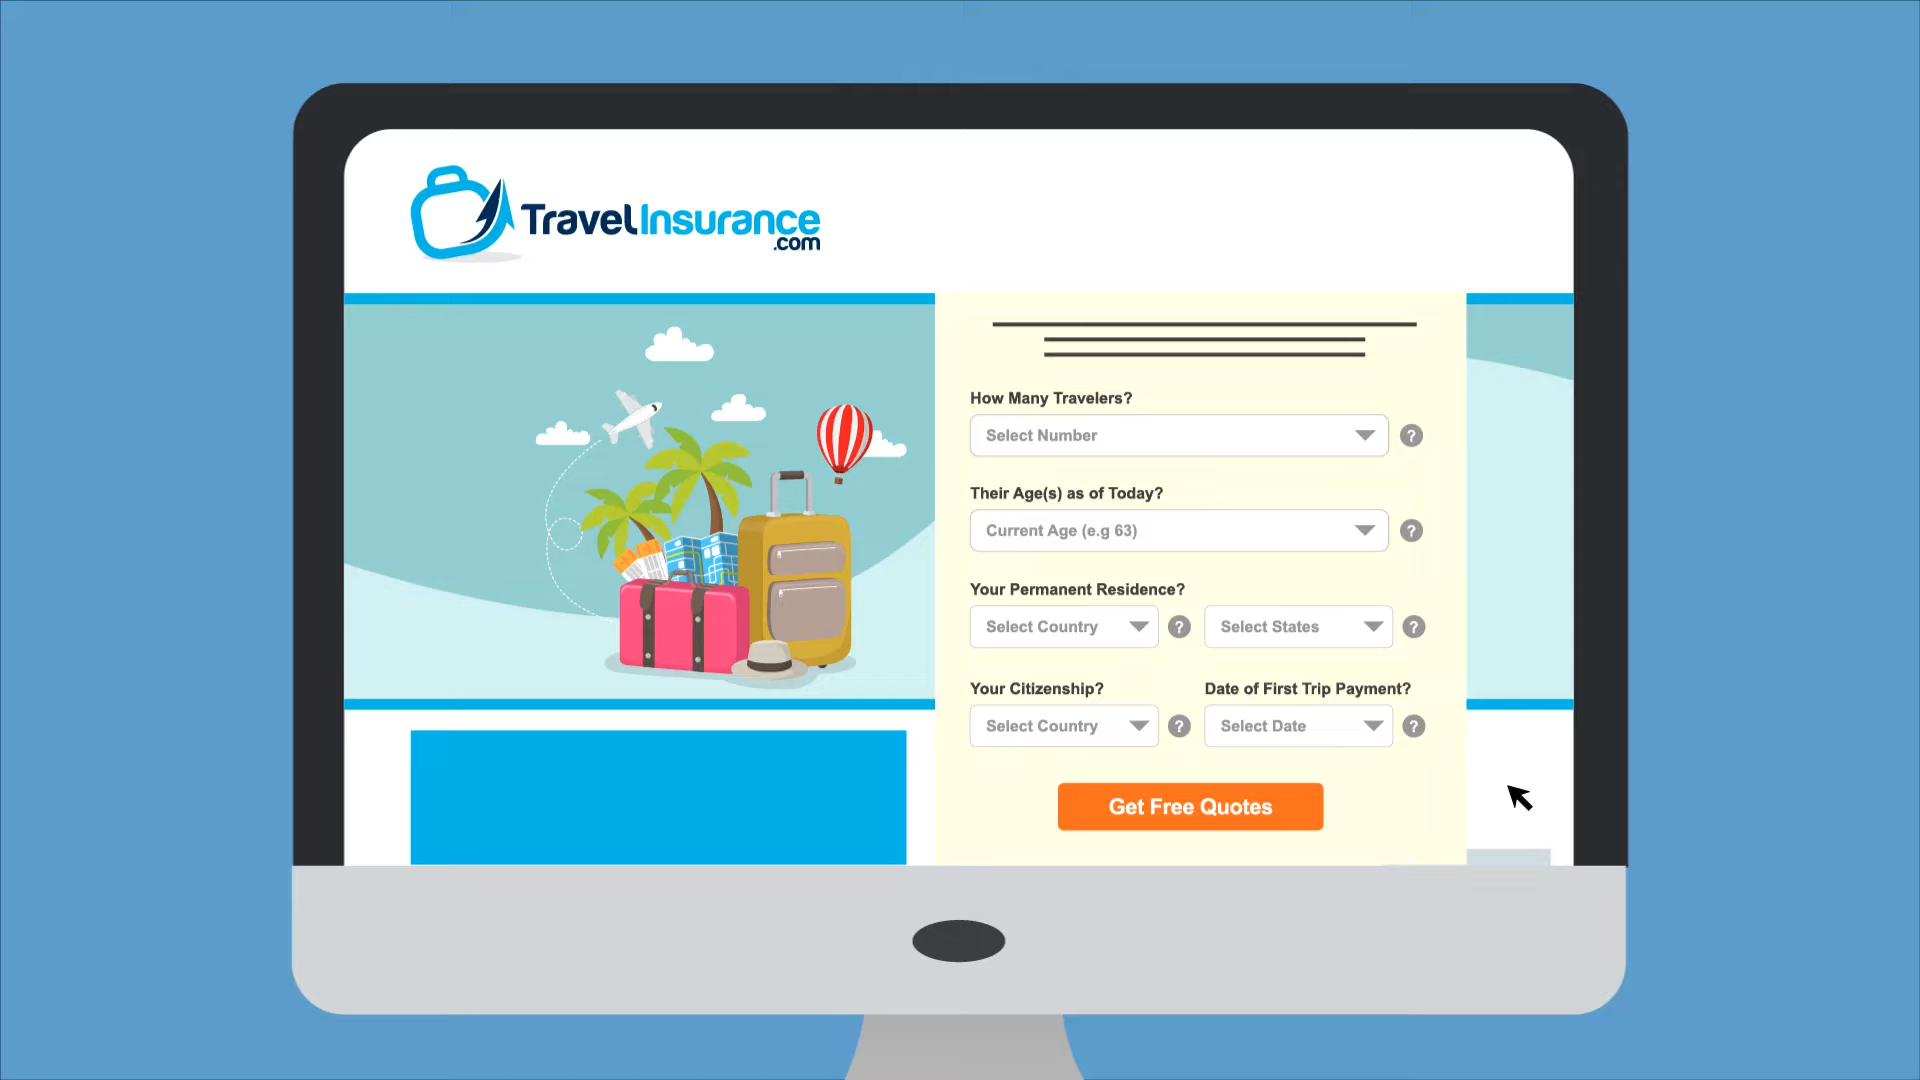 TravelInsurance
.com
How Many Travelers?
Select Number
?
Their Age(s) as of Today?
Current Age (e.g 63)
?
Your Permanent Residence?
Select Country ? Select States ?
Your Citizenship? Date of First Trip Payment?
Select Country ? Select Date ?
Get Free Quotes